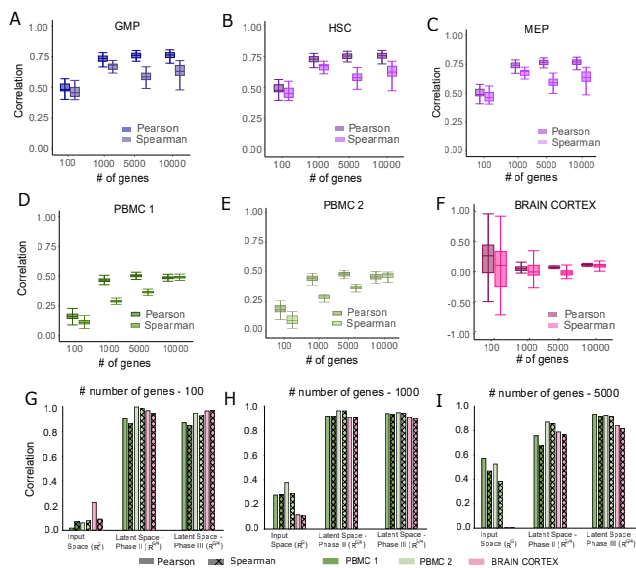 A GMP
B HSC
C MEP
Correlation
1.00
0.75
0.50
0.25
0.00
Pearson
Spearman
100 1000 5000 10000
# of genes
1.00
0.75
0.50
0.25
0.00
Pearson
Spearman
100 1000 5000 10000
# of genes
1.00
0.75
0.50
0.25
0.00
Pearson
Spearman
100 1000 5000 10000
# of genes
D PBMC 1
E PBMC 2
F BRAIN CORTEX
Correlation
1.00
0.75
0.50
0.25
0.00
Pearson
Spearman
100 1000 5000 10000
# of genes
1.00
0.75
0.50
0.25
0.00
Pearson
Spearman
100 1000 5000 10000
# of genes
1.00
0.50
0.00
-0.50
-1.00
Pearson
Spearman
100 1000 5000 10000
# of genes
G # number of genes - 100
H # number of genes - 1000
I # number of genes - 5000
Correlation
1.0
0.8
0.6
0.4
0.2
0.0
Input
Space (R
Latent Space -
Phase II (R
Latent Space -
Phase III (R
1.0
0.8
0.6
0.4
0.2
0.0
Input
Space (R
Latent Space -
Phase II (R
Latent Space -
Phase III (R
1.0
0.8
0.6
0.4
0.2
0.0
Input
Space (R
Latent Space -
Phase II (R
Latent Space -
Phase III (R
Pearson Spearman PBMC 1 PBMC 2 BRAIN CORTEX